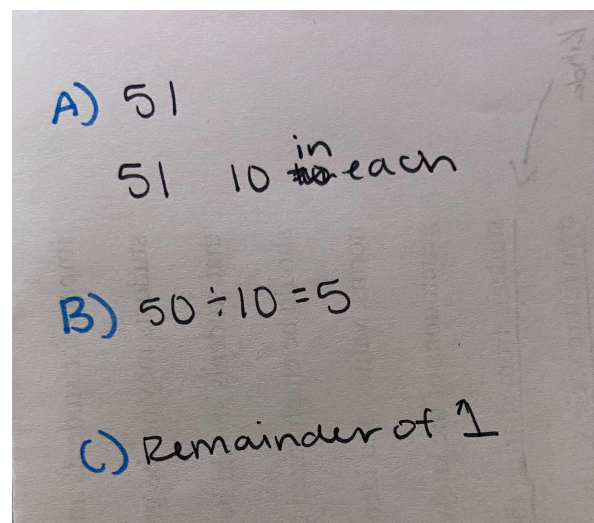 A) 51
in
51 10 each
B) 50÷10=5
C) Remainder of 1